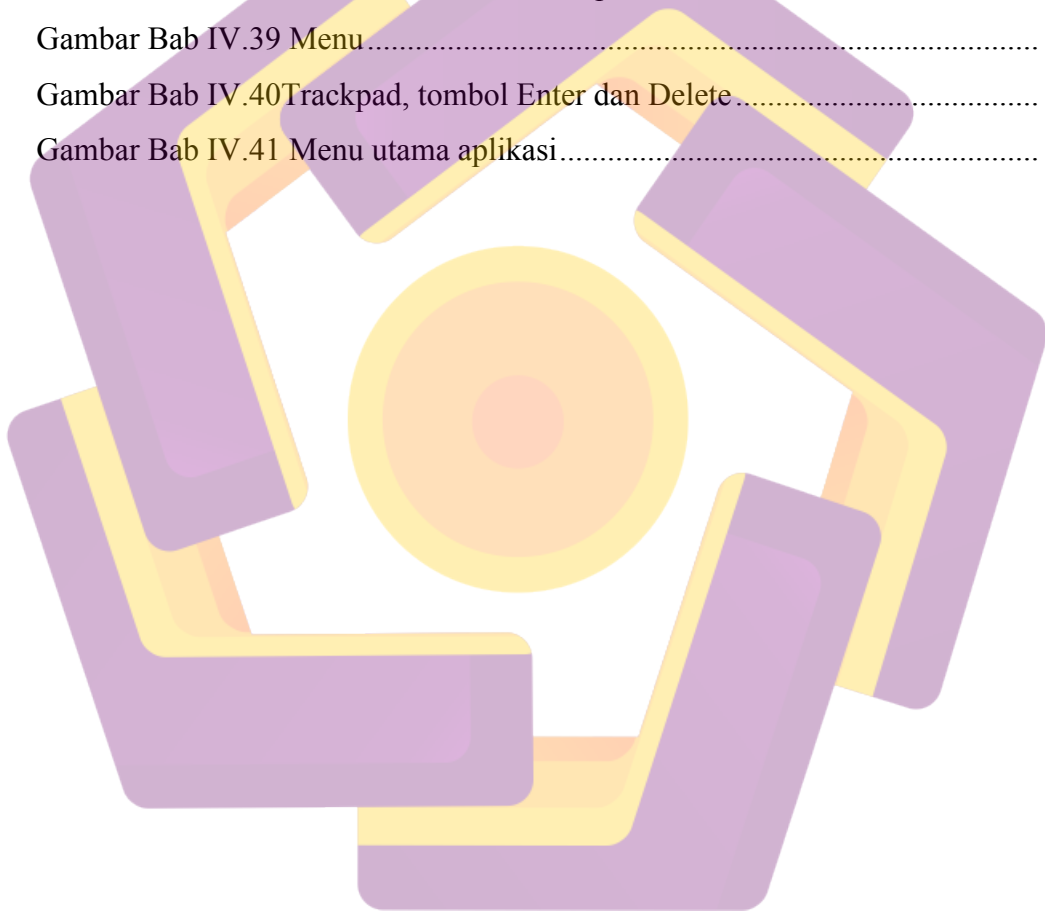 Gambar Bab IV.39 Menu....................................................................................
Gambar Bab IV.40Trackpad, tombol Enter dan Delete.....................................
Gambar Bab IV.41 Menu utama aplikasi...........................................................